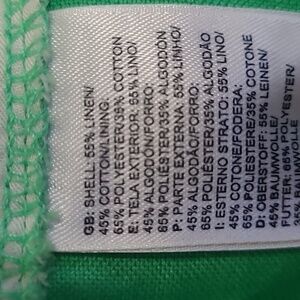 GB: SHELL: 55% LINEN/
45% COTTON/LINING:
65% POLYESTER/35% COTTON
E: TELA EXTERIOR: 55% LINO/
45% ALGODÓN/FORRO:
65% POLIÉSTER/35% ALGODÓN
P: PARTE EXTERNA: 55% LINHO/
45% ALGODÃO/FORRO:
65% POLIÉSTER/35% ALGODÃO
I: ESTERNO STRATO: 55% LINO/
45% COTONE/FODERA:
65% POLIESTERE/35% COTONE
D: OBERSTOFF: 55% LEINEN/
45% BAUMWOLLE/
FUTTER: 65% POLYESTER/